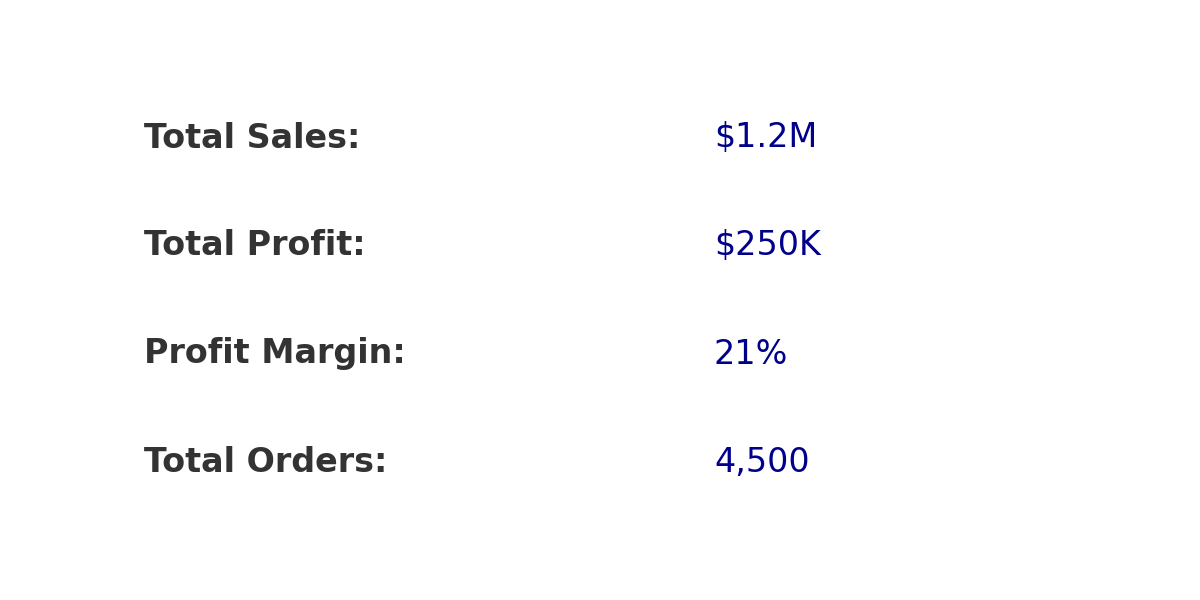 Total Sales: $1.2M
Total Profit: $250K
Profit Margin: 21%
Total Orders: 4,500